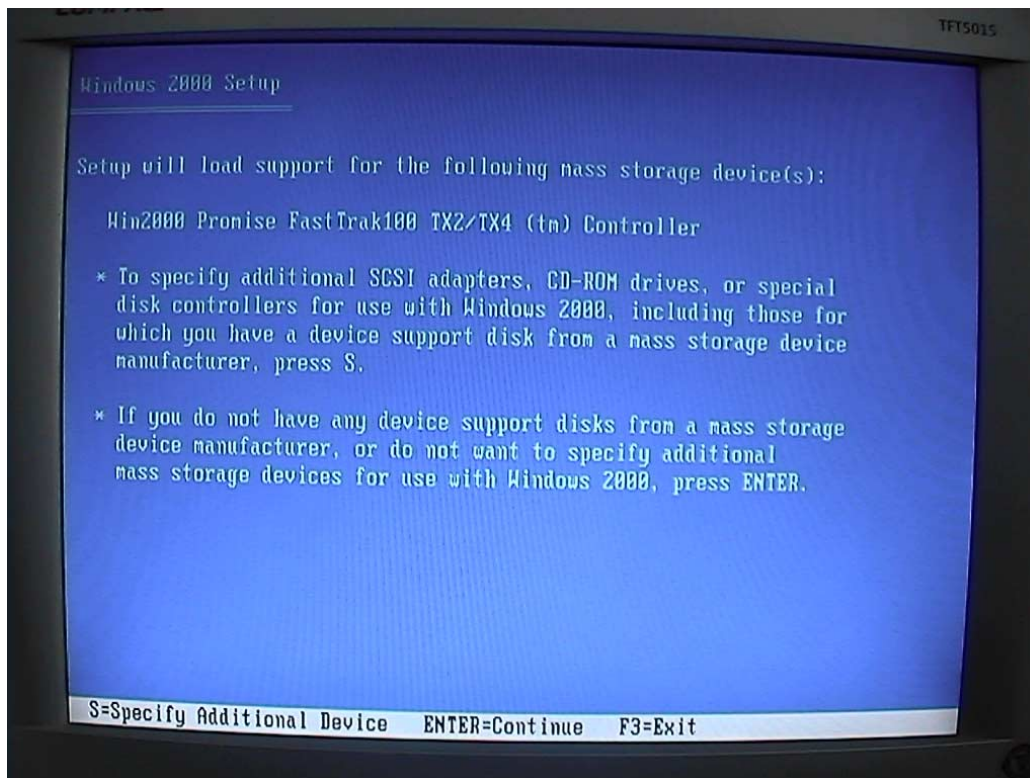 TFT5015
Windows 2000 Setup
Setup will load support for the following mass storage device(s):
Win2000 Promise FastTrak100 TX2/TX4 (tm) Controller
* To specify additional SCSI adapters, CD-ROM drives, or special
disk controllers for use with Windows 2000, including those for
which you have a device support disk from a mass storage device
manufacturer, press S.
* If you do not have any device support disks from a mass storage
device manufacturer, or do not want to specify additional
mass storage devices for use with Windows 2000, press ENTER.
S=Specify Additional Device ENTER=Continue F3=Exit